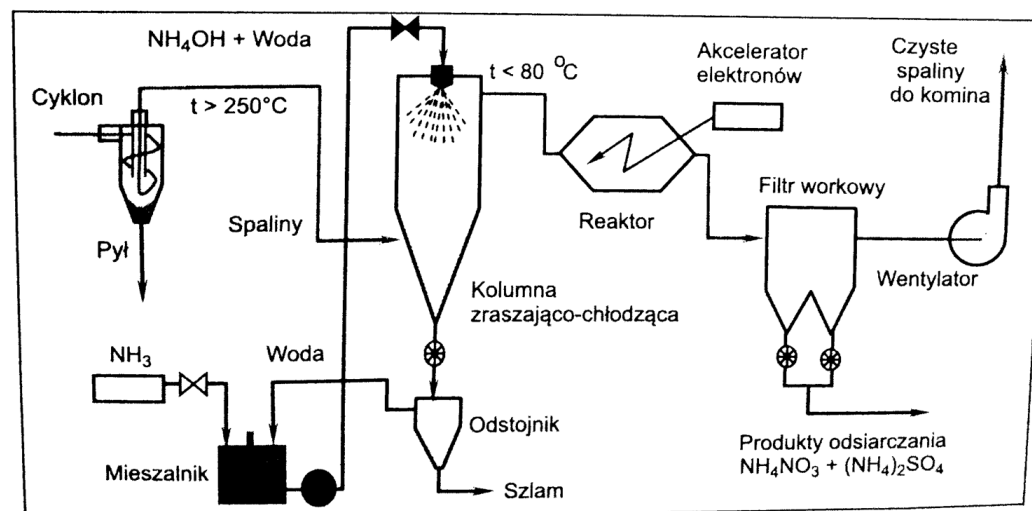 NH₄OH + Woda
Cyklon
t > 250°C
t < 80 °C
Akcelerator
elektronów
Czyste
spaliny
do komina
Filtr workowy
Reaktor
Spaliny
Pył
Wentylator
Kolumna
zraszająco-chłodząca
NH₃
Woda
Odstojnik
Mieszalnik
Szlam
Produkty odsiarczania
NH₄NO₃ + (NH₄)₂SO₄